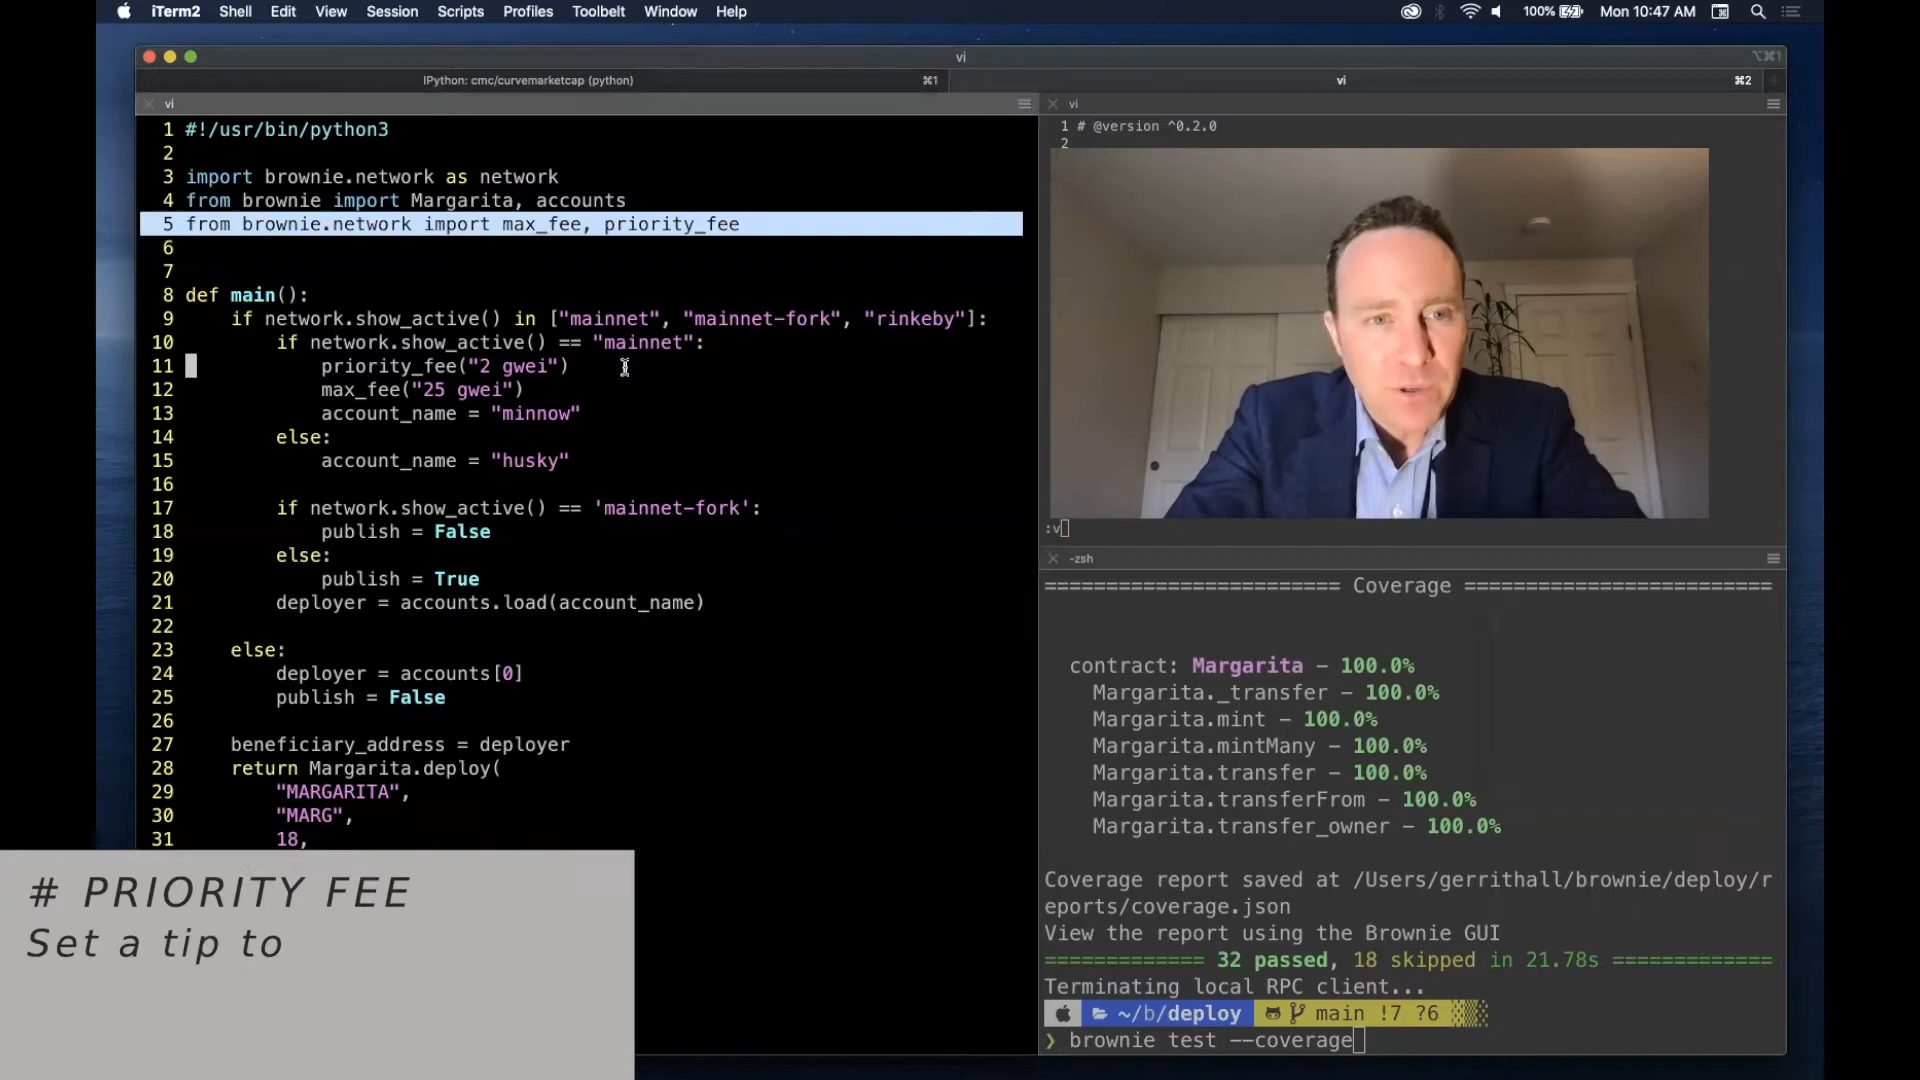 iTerm2 Shell Edit View Session Scripts Profiles Toolbelt Window Help 100% Mon 10:47 AM
vi ⌥⌘1
IPython: cmc/curvemarketcap (python) ⌘1 vi ⌘2
vi
1 #!/usr/bin/python3
2
3 import brownie.network as network
4 from brownie import Margarita, accounts
5 from brownie.network import max_fee, priority_fee
6
7
8 def main():
9 if network.show_active() in ["mainnet", "mainnet-fork", "rinkeby"]:
10 if network.show_active() == "mainnet":
11 priority_fee("2 gwei")
12 max_fee("25 gwei")
13 account_name = "minnow"
14 else:
15 account_name = "husky"
16
17 if network.show_active() == 'mainnet-fork':
18 publish = False
19 else:
20 publish = True
21 deployer = accounts.load(account_name)
22
23 else:
24 deployer = accounts[0]
25 publish = False
26
27 beneficiary_address = deployer
28 return Margarita.deploy(
29 "MARGARITA",
30 "MARG",
31 18,
# PRIORITY FEE
Set a tip to
vi
1 # @version ^0.2.0
2
:v
-zsh
======================== Coverage ==========================
contract: Margarita – 100.0%
Margarita._transfer – 100.0%
Margarita.mint – 100.0%
Margarita.mintMany – 100.0%
Margarita.transfer – 100.0%
Margarita.transferFrom – 100.0%
Margarita.transfer_owner – 100.0%
Coverage report saved at /Users/gerrithall/brownie/deploy/r
eports/coverage.json
View the report using the Brownie GUI
============= 32 passed, 18 skipped in 21.78s =============
Terminating local RPC client...
~/b/deploy main !7 ?6
❯ brownie test --coverage